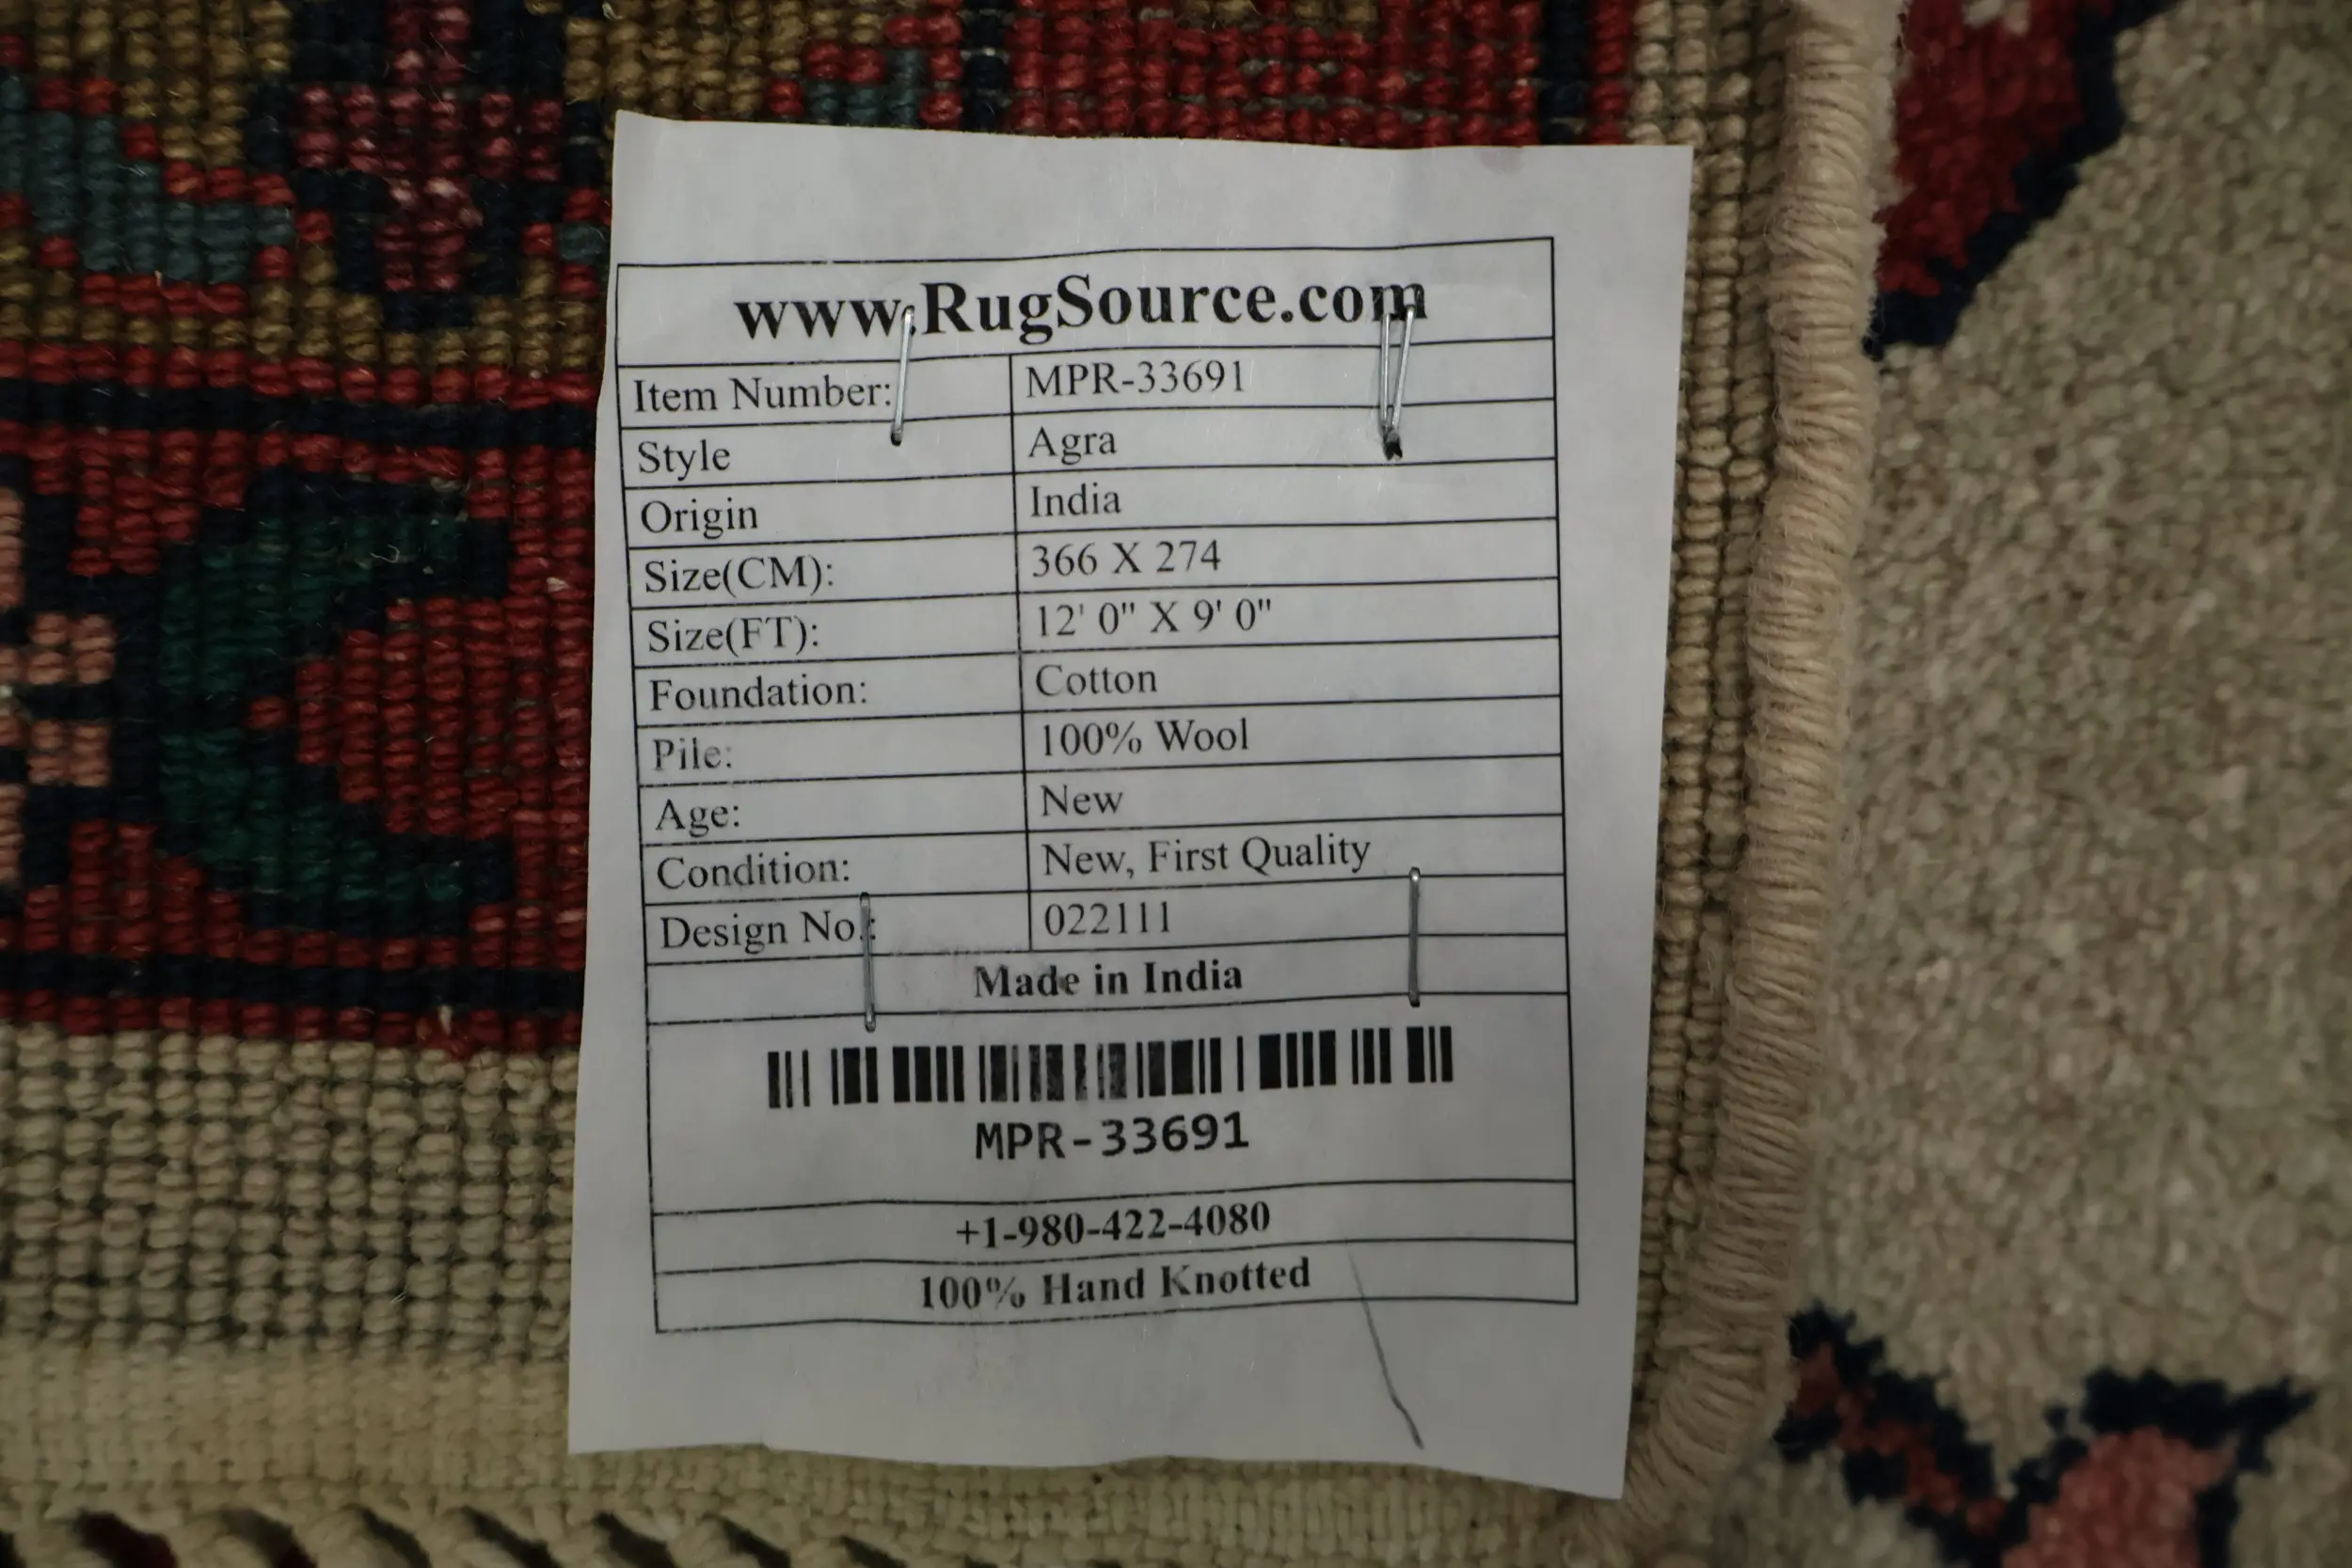 www.RugSource.com
Item Number: MPR-33691
Style Agra
Origin India
Size(CM): 366 X 274
Size(FT): 12' 0" X 9' 0"
Foundation: Cotton
Pile: 100% Wool
Age: New
Condition: New, First Quality
Design No.: 022111
Made in India
MPR-33691
+1-980-422-4080
100% Hand Knotted